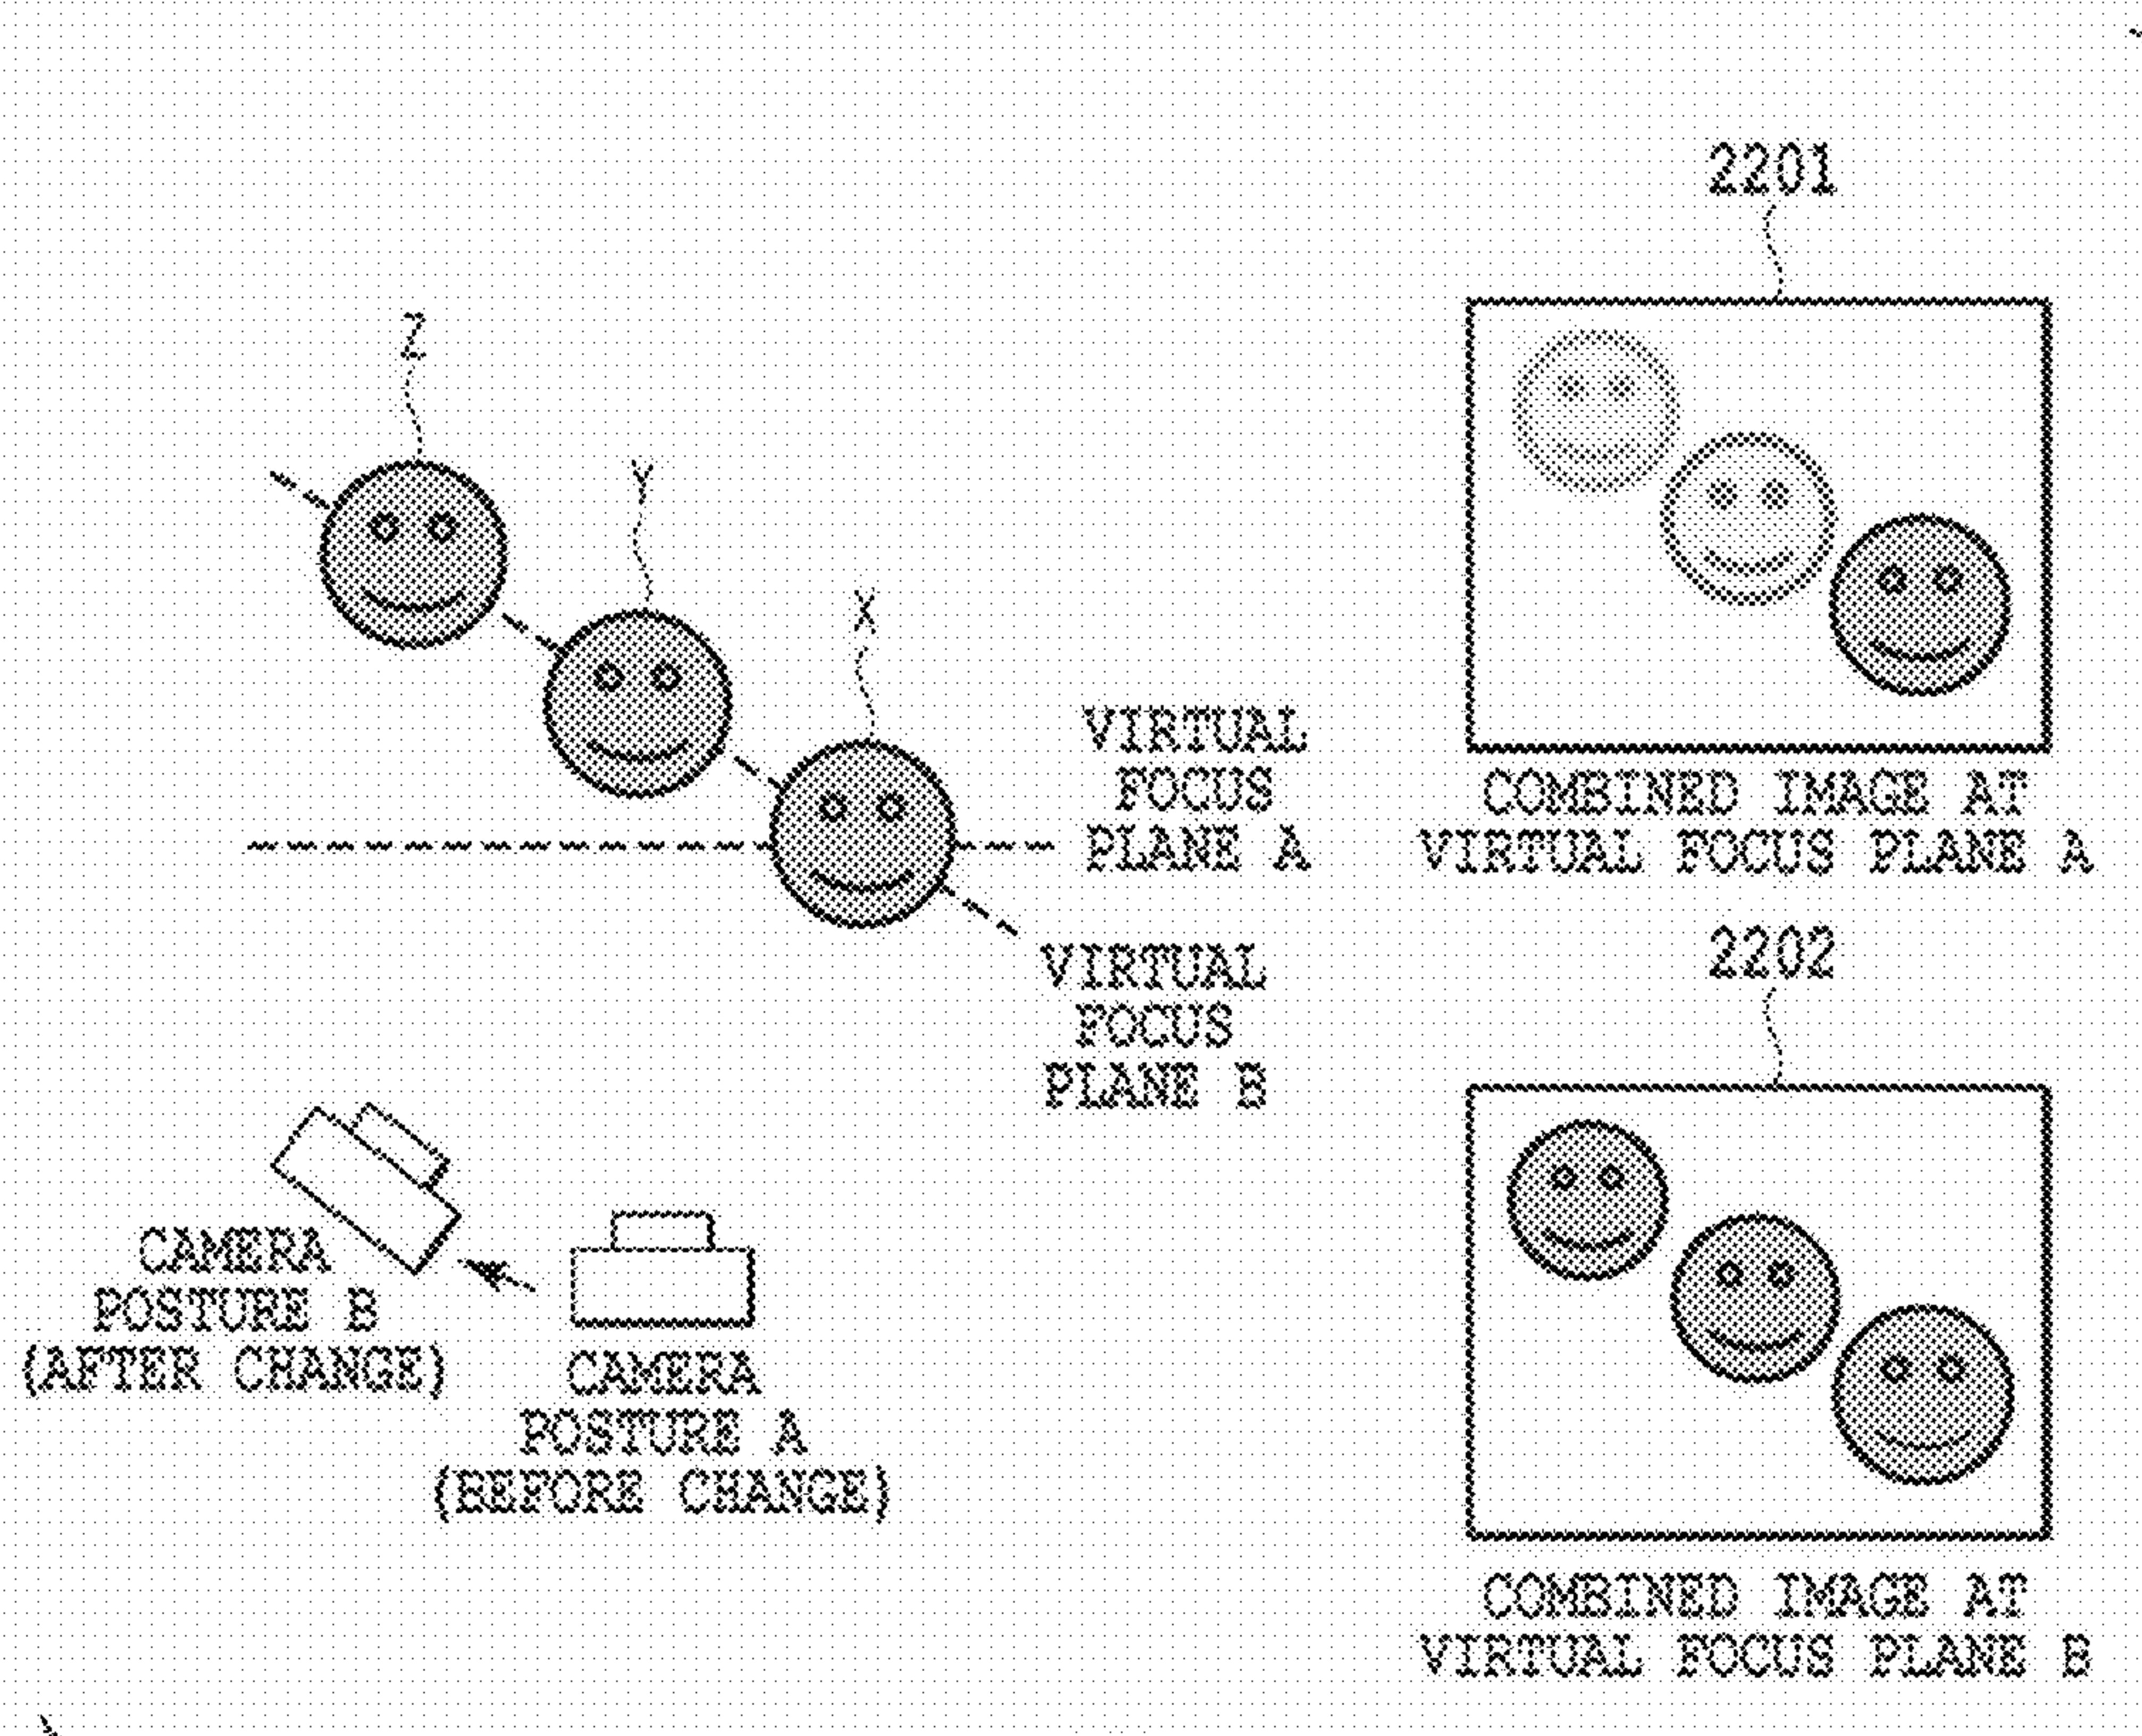 2201
Z
Y
X
VIRTUAL
FOCUS
PLANE A
COMBINED IMAGE AT
VIRTUAL FOCUS PLANE A
VIRTUAL
FOCUS
PLANE B
2202
CAMERA
POSTURE B
(AFTER CHANGE)
CAMERA
POSTURE A
(BEFORE CHANGE)
COMBINED IMAGE AT
VIRTUAL FOCUS PLANE B